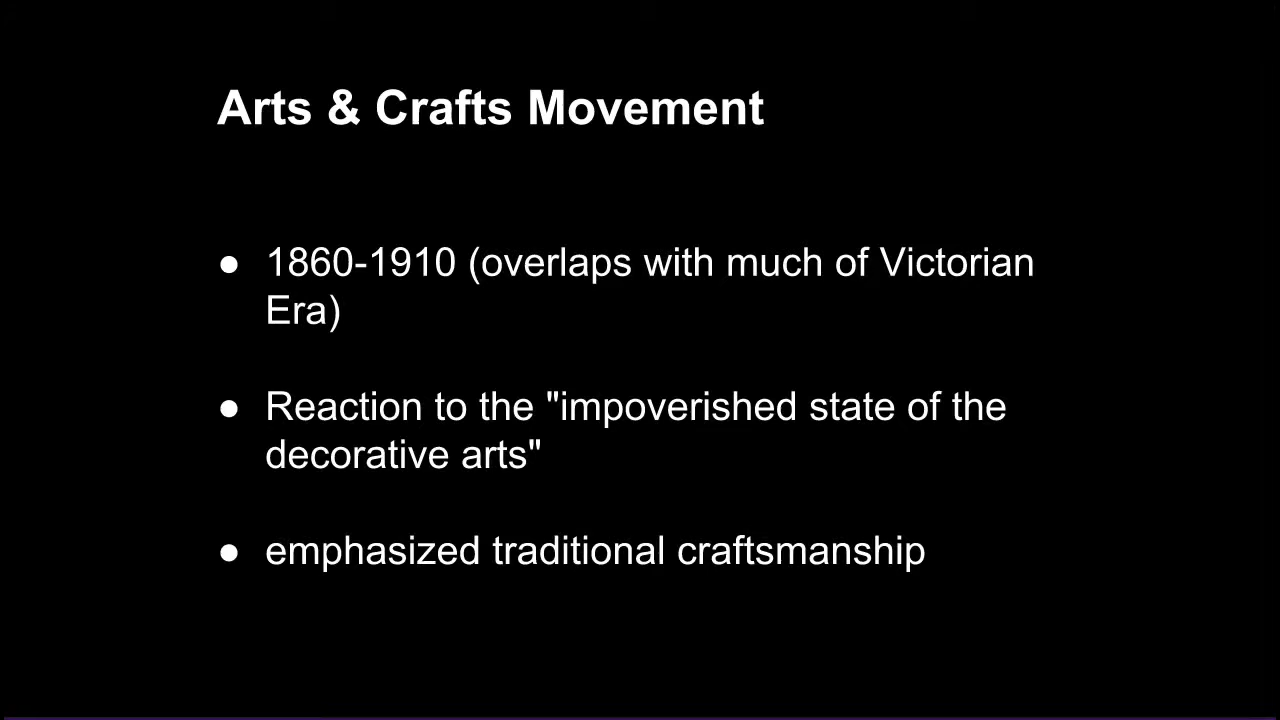 Arts & Crafts Movement
● 1860-1910 (overlaps with much of Victorian
Era)
● Reaction to the "impoverished state of the
decorative arts"
● emphasized traditional craftsmanship